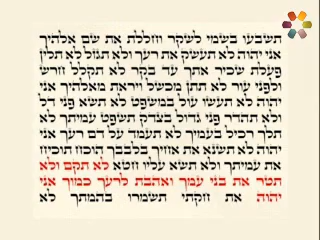 תשבעו בשמי לשקר וחללת את שם אלהיך
אני יהוה לא תעשק את רעך ולא תגזל לא תלין
פעלת שכיר אתך עד בקר לא תקלל חרש
ולפני עור לא תתן מכשל ויראת מאלהיך אני
יהוה לא תעשו עול במשפט לא תשא פני דל
ולא תהדר פני גדול בצדק תשפט עמיתך לא
תלך רכיל בעמיך לא תעמד על דם רעך אני
יהוה לא תשנא את אחיך בלבבך הוכח תוכיח
את עמיתך ולא תשא עליו חטא לא תקם ולא
תטר את בני עמך ואהבת לרעך כמוך אני
יהוה את חקתי תשמרו בהמתך לא